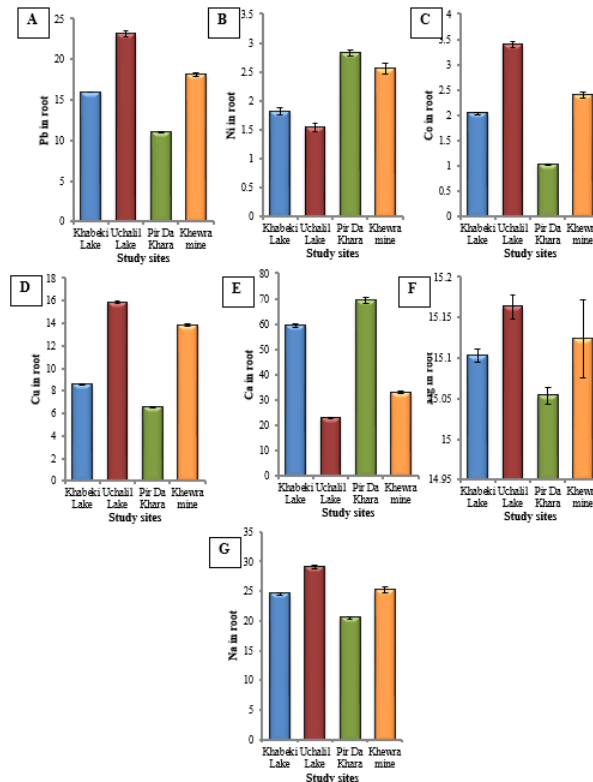 A
Pb in root
25
20
15
10
5
0
Khabeki Lake
Uchalil Lake
Pir Da Khara
Khewra mine
Study sites
B
Ni in root
3.5
3
2.5
2
1.5
1
0.5
0
Khabeki Lake
Uchalil Lake
Pir Da Khara
Khewra mine
Study sites
C
Co in root
4
3.5
3
2.5
2
1.5
1
0.5
0
Khabeki Lake
Uchalil Lake
Pir Da Khara
Khewra mine
Study sites
D
Cu in root
18
16
14
12
10
8
6
4
2
0
Khabeki Lake
Uchalil Lake
Pir Da Khara
Khewra mine
Study sites
E
Ca in root
80
70
60
50
40
30
20
10
0
Khabeki Lake
Uchalil Lake
Pir Da Khara
Khewra mine
Study sites
F
in root
15.2
15.15
15.1
15.05
15
14.95
Khabeki Lake
Uchalil Lake
Pir Da Khara
Khewra mine
Study sites
G
Na in root
35
30
25
20
15
10
5
0
Khabeki Lake
Uchalil Lake
Pir Da Khara
Khewra mine
Study sites